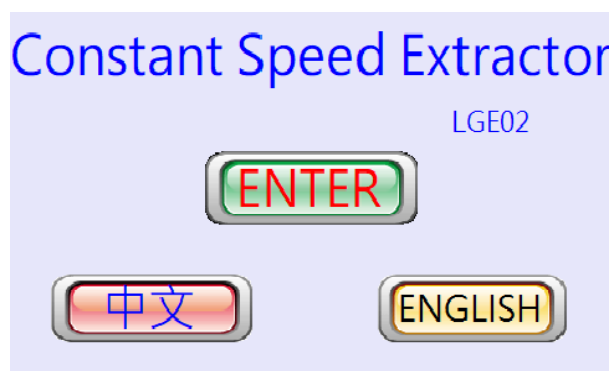 Constant Speed Extractor
LGE02
ENTER
中文
ENGLISH